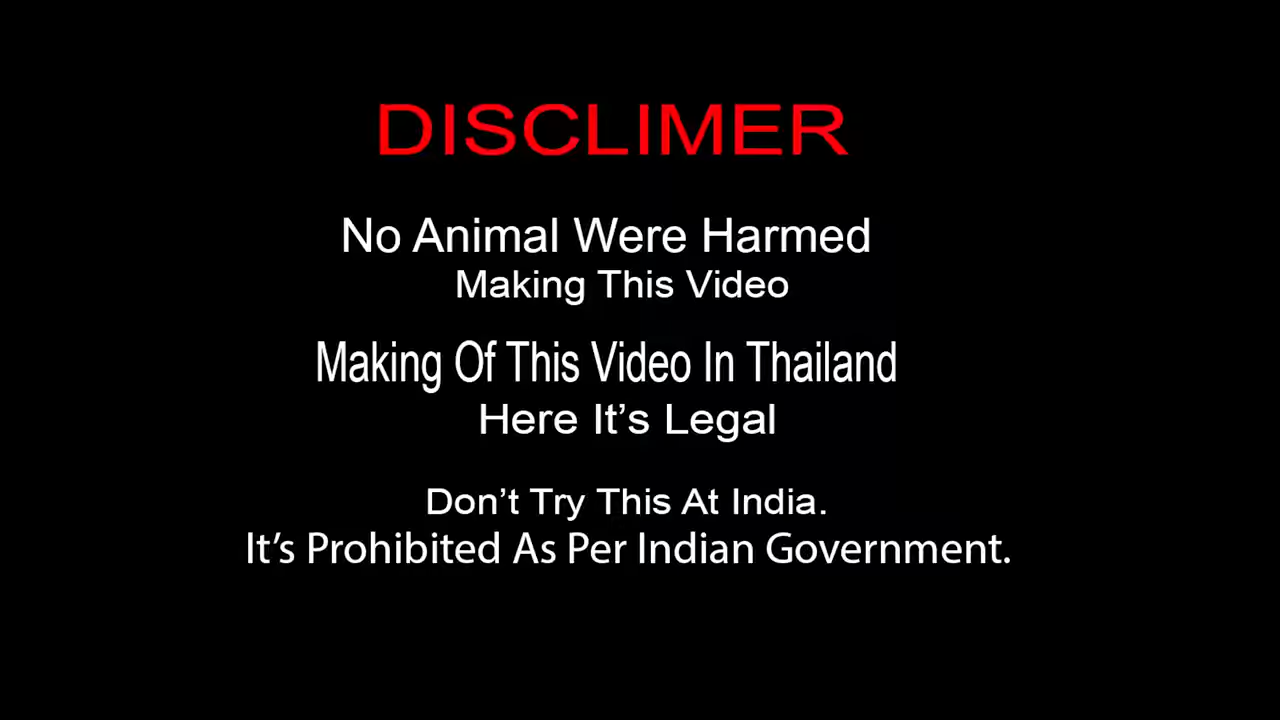 DISCLIMER
No Animal Were Harmed
Making This Video
Making Of This Video In Thailand
Here It’s Legal
Don’t Try This At India.
It’s Prohibited As Per Indian Government.